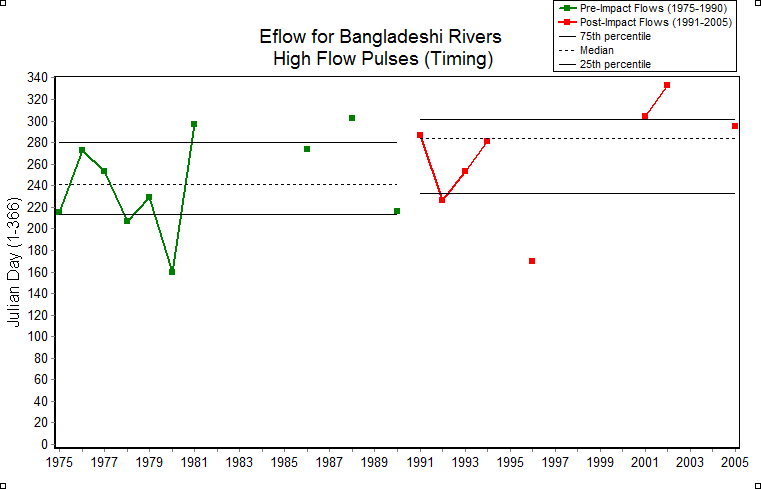 Pre-Impact Flows (1975-1990)
Post-Impact Flows (1991-2005)
75th percentile
Median
25th percentile
Eflow for Bangladeshi Rivers
High Flow Pulses (Timing)
Julian Day (1-366)
340
320
300
280
260
240
220
200
180
160
140
120
100
80
60
40
20
0
1975 1977 1979 1981 1983 1985 1987 1989 1991 1993 1995 1997 1999 2001 2003 2005